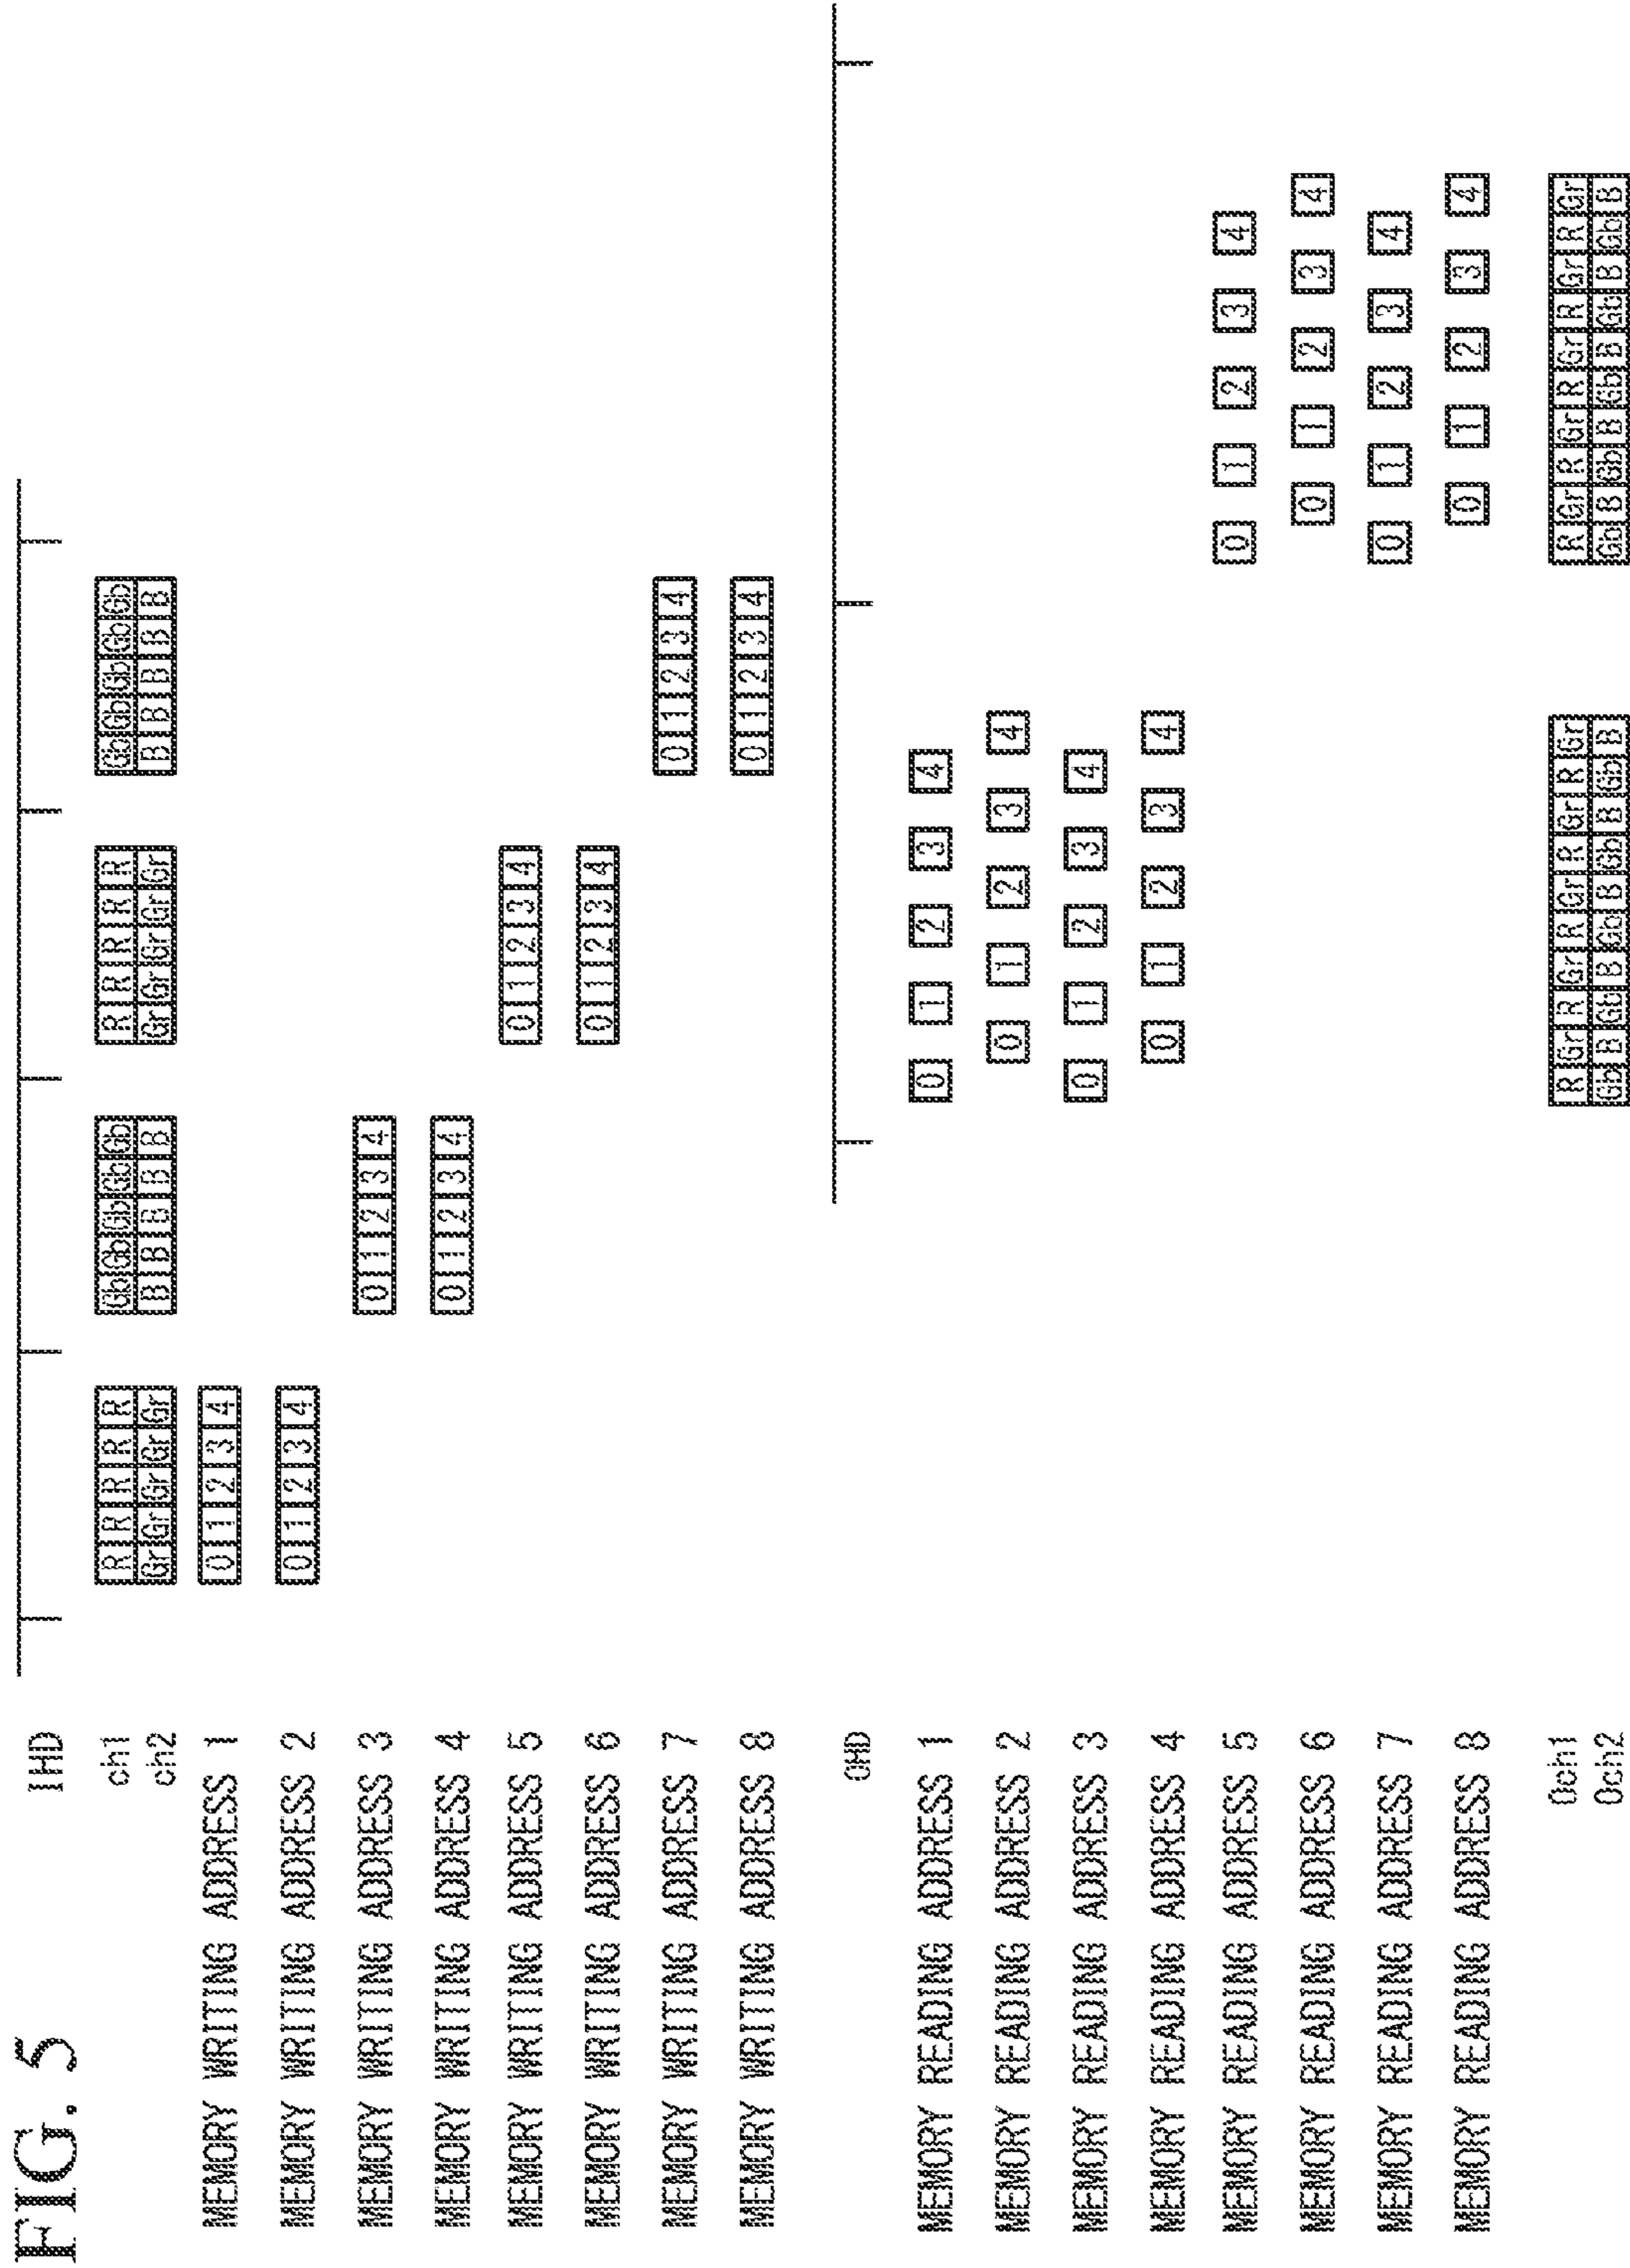 FIG. 5
IHD
ch1 R R R R R Gb Gb Gb Gb Gb R R R R R Gb Gb Gb Gb Gb
ch2 Gr Gr Gr Gr Gr B B B B B Gr Gr Gr Gr Gr B B B B B
MEMORY WRITING ADDRESS 1 0 1 2 3 4
MEMORY WRITING ADDRESS 2 0 1 2 3 4
MEMORY WRITING ADDRESS 3 0 1 2 3 4
MEMORY WRITING ADDRESS 4 0 1 2 3 4
MEMORY WRITING ADDRESS 5 0 1 2 3 4
MEMORY WRITING ADDRESS 6 0 1 2 3 4
MEMORY WRITING ADDRESS 7 0 1 2 3 4
MEMORY WRITING ADDRESS 8 0 1 2 3 4
OHD
MEMORY READING ADDRESS 1 0 1 2 3 4
MEMORY READING ADDRESS 2 0 1 2 3 4
MEMORY READING ADDRESS 3 0 1 2 3 4
MEMORY READING ADDRESS 4 0 1 2 3 4
MEMORY READING ADDRESS 5 0 1 2 3 4
MEMORY READING ADDRESS 6 0 1 2 3 4
MEMORY READING ADDRESS 7 0 1 2 3 4
MEMORY READING ADDRESS 8 0 1 2 3 4
Och1 R Gr R Gr R Gr R Gr R Gr R Gr R Gr R Gr R Gr R Gr
Och2 Gb B Gb B Gb B Gb B Gb B Gb B Gb B Gb B Gb B Gb B